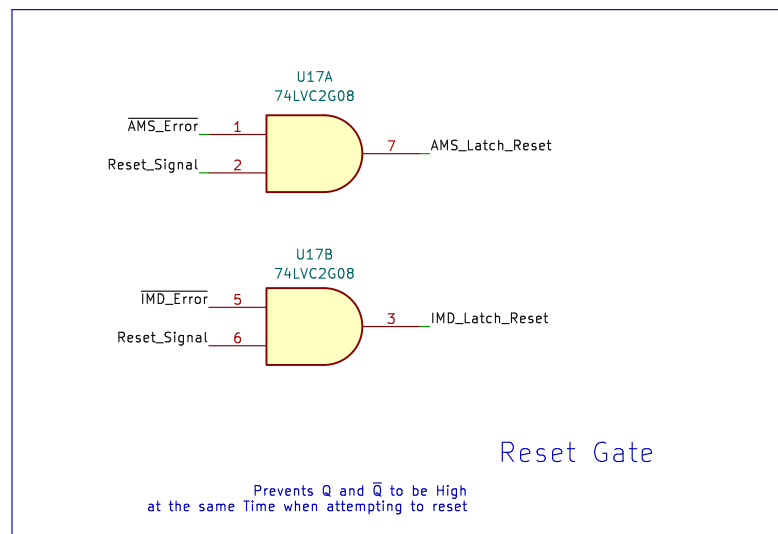 U17A
74LVC2G08
AMS_Error
1
Reset_Signal
2
7
AMS_Latch_Reset
U17B
74LVC2G08
IMD_Error
5
Reset_Signal
6
3
IMD_Latch_Reset
Reset Gate
Prevents Q and Q̅ to be High
at the same Time when attempting to reset